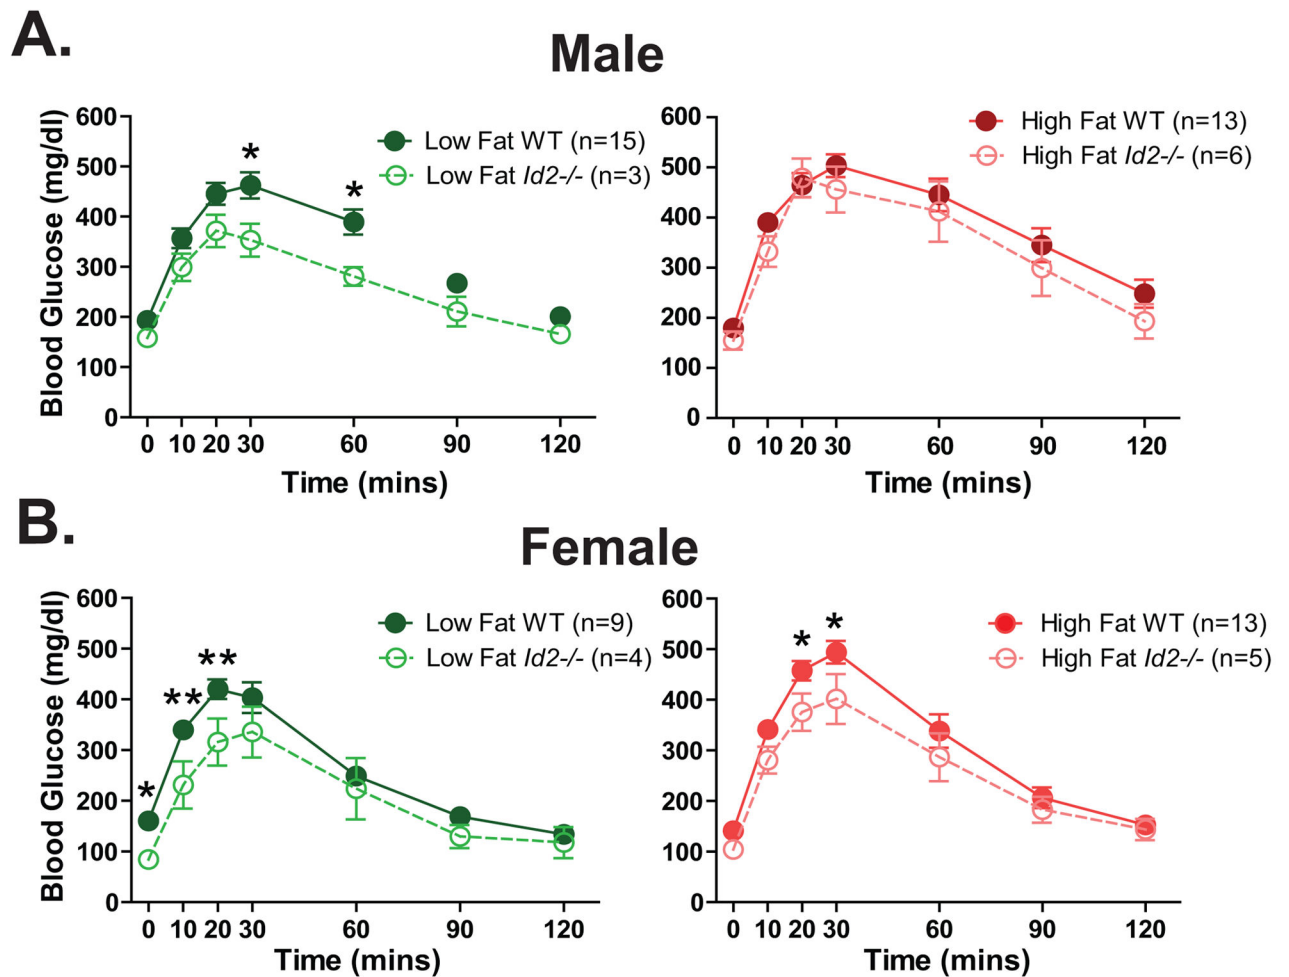 A.
Male
Blood Glucose (mg/dl)
600
500
400
300
200
100
0
0 10 20 30 60 90 120
Time (mins)
* *
Low Fat WT (n=15)
Low Fat Id2-/- (n=3)
600
500
400
300
200
100
0
0 10 20 30 60 90 120
Time (mins)
High Fat WT (n=13)
High Fat Id2-/- (n=6)
B.
Female
Blood Glucose (mg/dl)
600
500
400
300
200
100
0
0 10 20 30 60 90 120
Time (mins)
* ** **
Low Fat WT (n=9)
Low Fat Id2-/- (n=4)
600
500
400
300
200
100
0
0 10 20 30 60 90 120
Time (mins)
* *
High Fat WT (n=13)
High Fat Id2-/- (n=5)